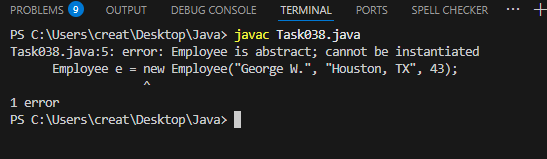 PROBLEMS 9 OUTPUT DEBUG CONSOLE TERMINAL PORTS SPELL CHECKER
PS C:\Users\creat\Desktop\Java> javac Task038.java
Task038.java:5: error: Employee is abstract; cannot be instantiated
      Employee e = new Employee("George W.", "Houston, TX", 43);
                   ^
1 error
PS C:\Users\creat\Desktop\Java>